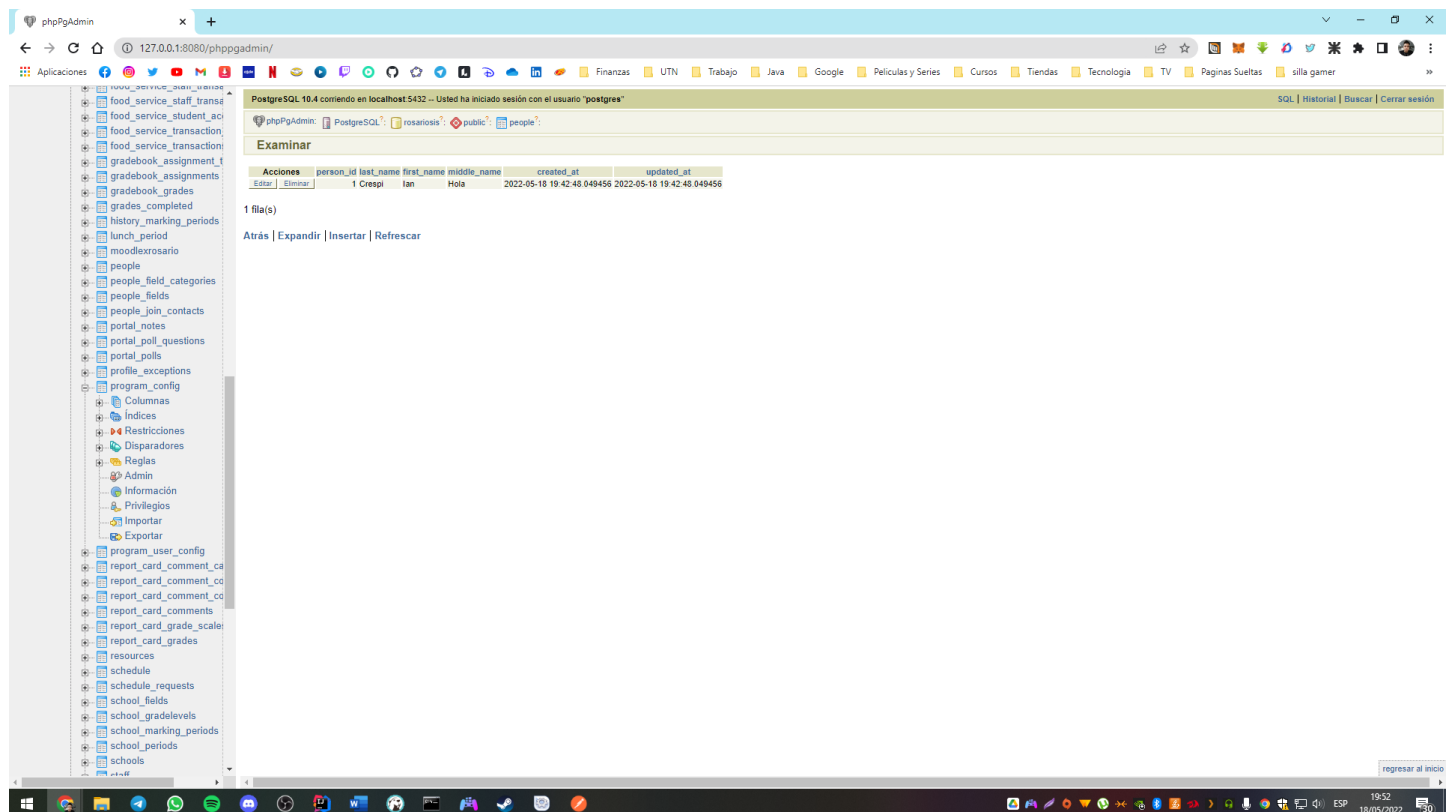 phpPgAdmin
127.0.0.1:8080/phppgadmin/
Aplicaciones Finanzas UTN Trabajo Java Google Peliculas y Series Cursos Tiendas Tecnologia TV Paginas Sueltas silla gamer »
food_service_staff_transa
food_service_staff_transa
food_service_student_acc
food_service_transaction_
food_service_transactions
gradebook_assignment_t
gradebook_assignments
gradebook_grades
grades_completed
history_marking_periods
lunch_period
moodlexrosario
people
people_field_categories
people_fields
people_join_contacts
portal_notes
portal_poll_questions
portal_polls
profile_exceptions
program_config
Columnas
Índices
Restricciones
Disparadores
Reglas
Admin
Información
Privilegios
Importar
Exportar
program_user_config
report_card_comment_ca
report_card_comment_co
report_card_comment_co
report_card_comments
report_card_grade_scales
report_card_grades
resources
schedule
schedule_requests
school_fields
school_gradelevels
school_marking_periods
school_periods
schools
staff
PostgreSQL 10.4 corriendo en localhost:5432 -- Usted ha iniciado sesión con el usuario "postgres"
SQL | Historial | Buscar | Cerrar sesión
phpPgAdmin: PostgreSQL?: rosariosis?: public?: people?:
Examinar
Acciones person_id last_name first_name middle_name created_at updated_at
Editar Eliminar 1 Crespi Ian Hola 2022-05-18 19:42:48.049456 2022-05-18 19:42:48.049456
1 fila(s)
Atrás | Expandir | Insertar | Refrescar
regresar al inicio
ESP
19:52
18/05/2022
30